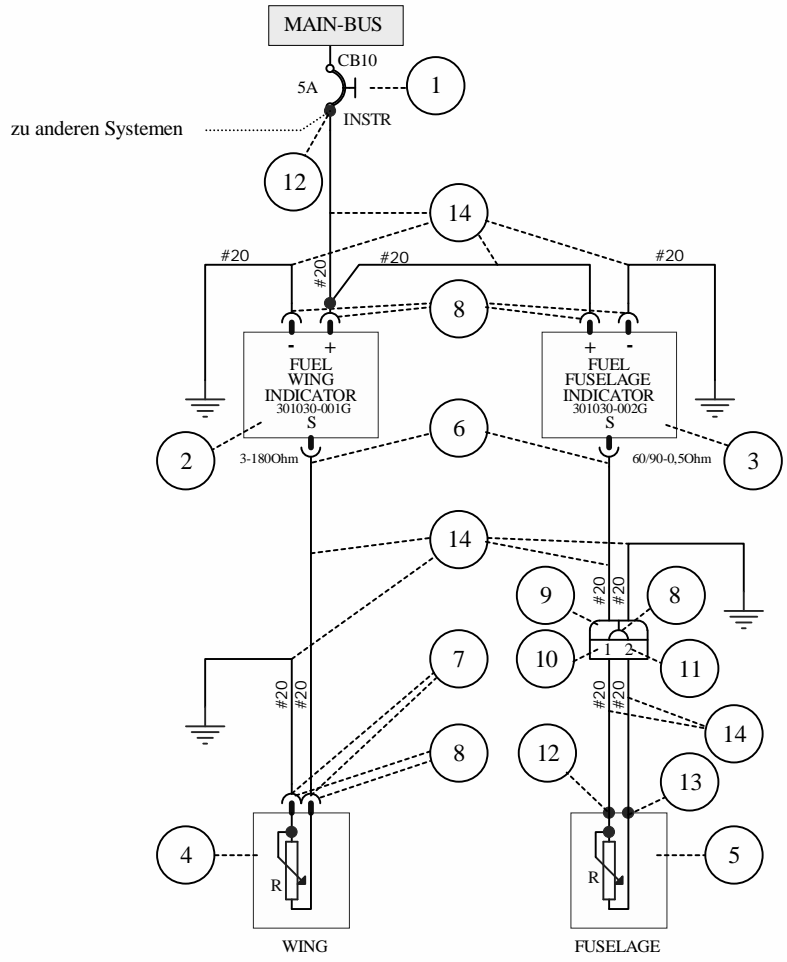 MAIN-BUS
CB10
5A
1
INSTR
zu anderen Systemen
12
14
#20
#20
#20
#20
8
- +
+ -
FUEL
WING
INDICATOR
301030-001G
S
FUEL
FUSELAGE
INDICATOR
301030-002G
S
2
3-180Ohm
6
60/90-0,5Ohm
3
14
#20
#20
9
8
10
1 2
11
7
#20
#20
#20
14
8
12
13
4
R
R
5
WING
FUSELAGE